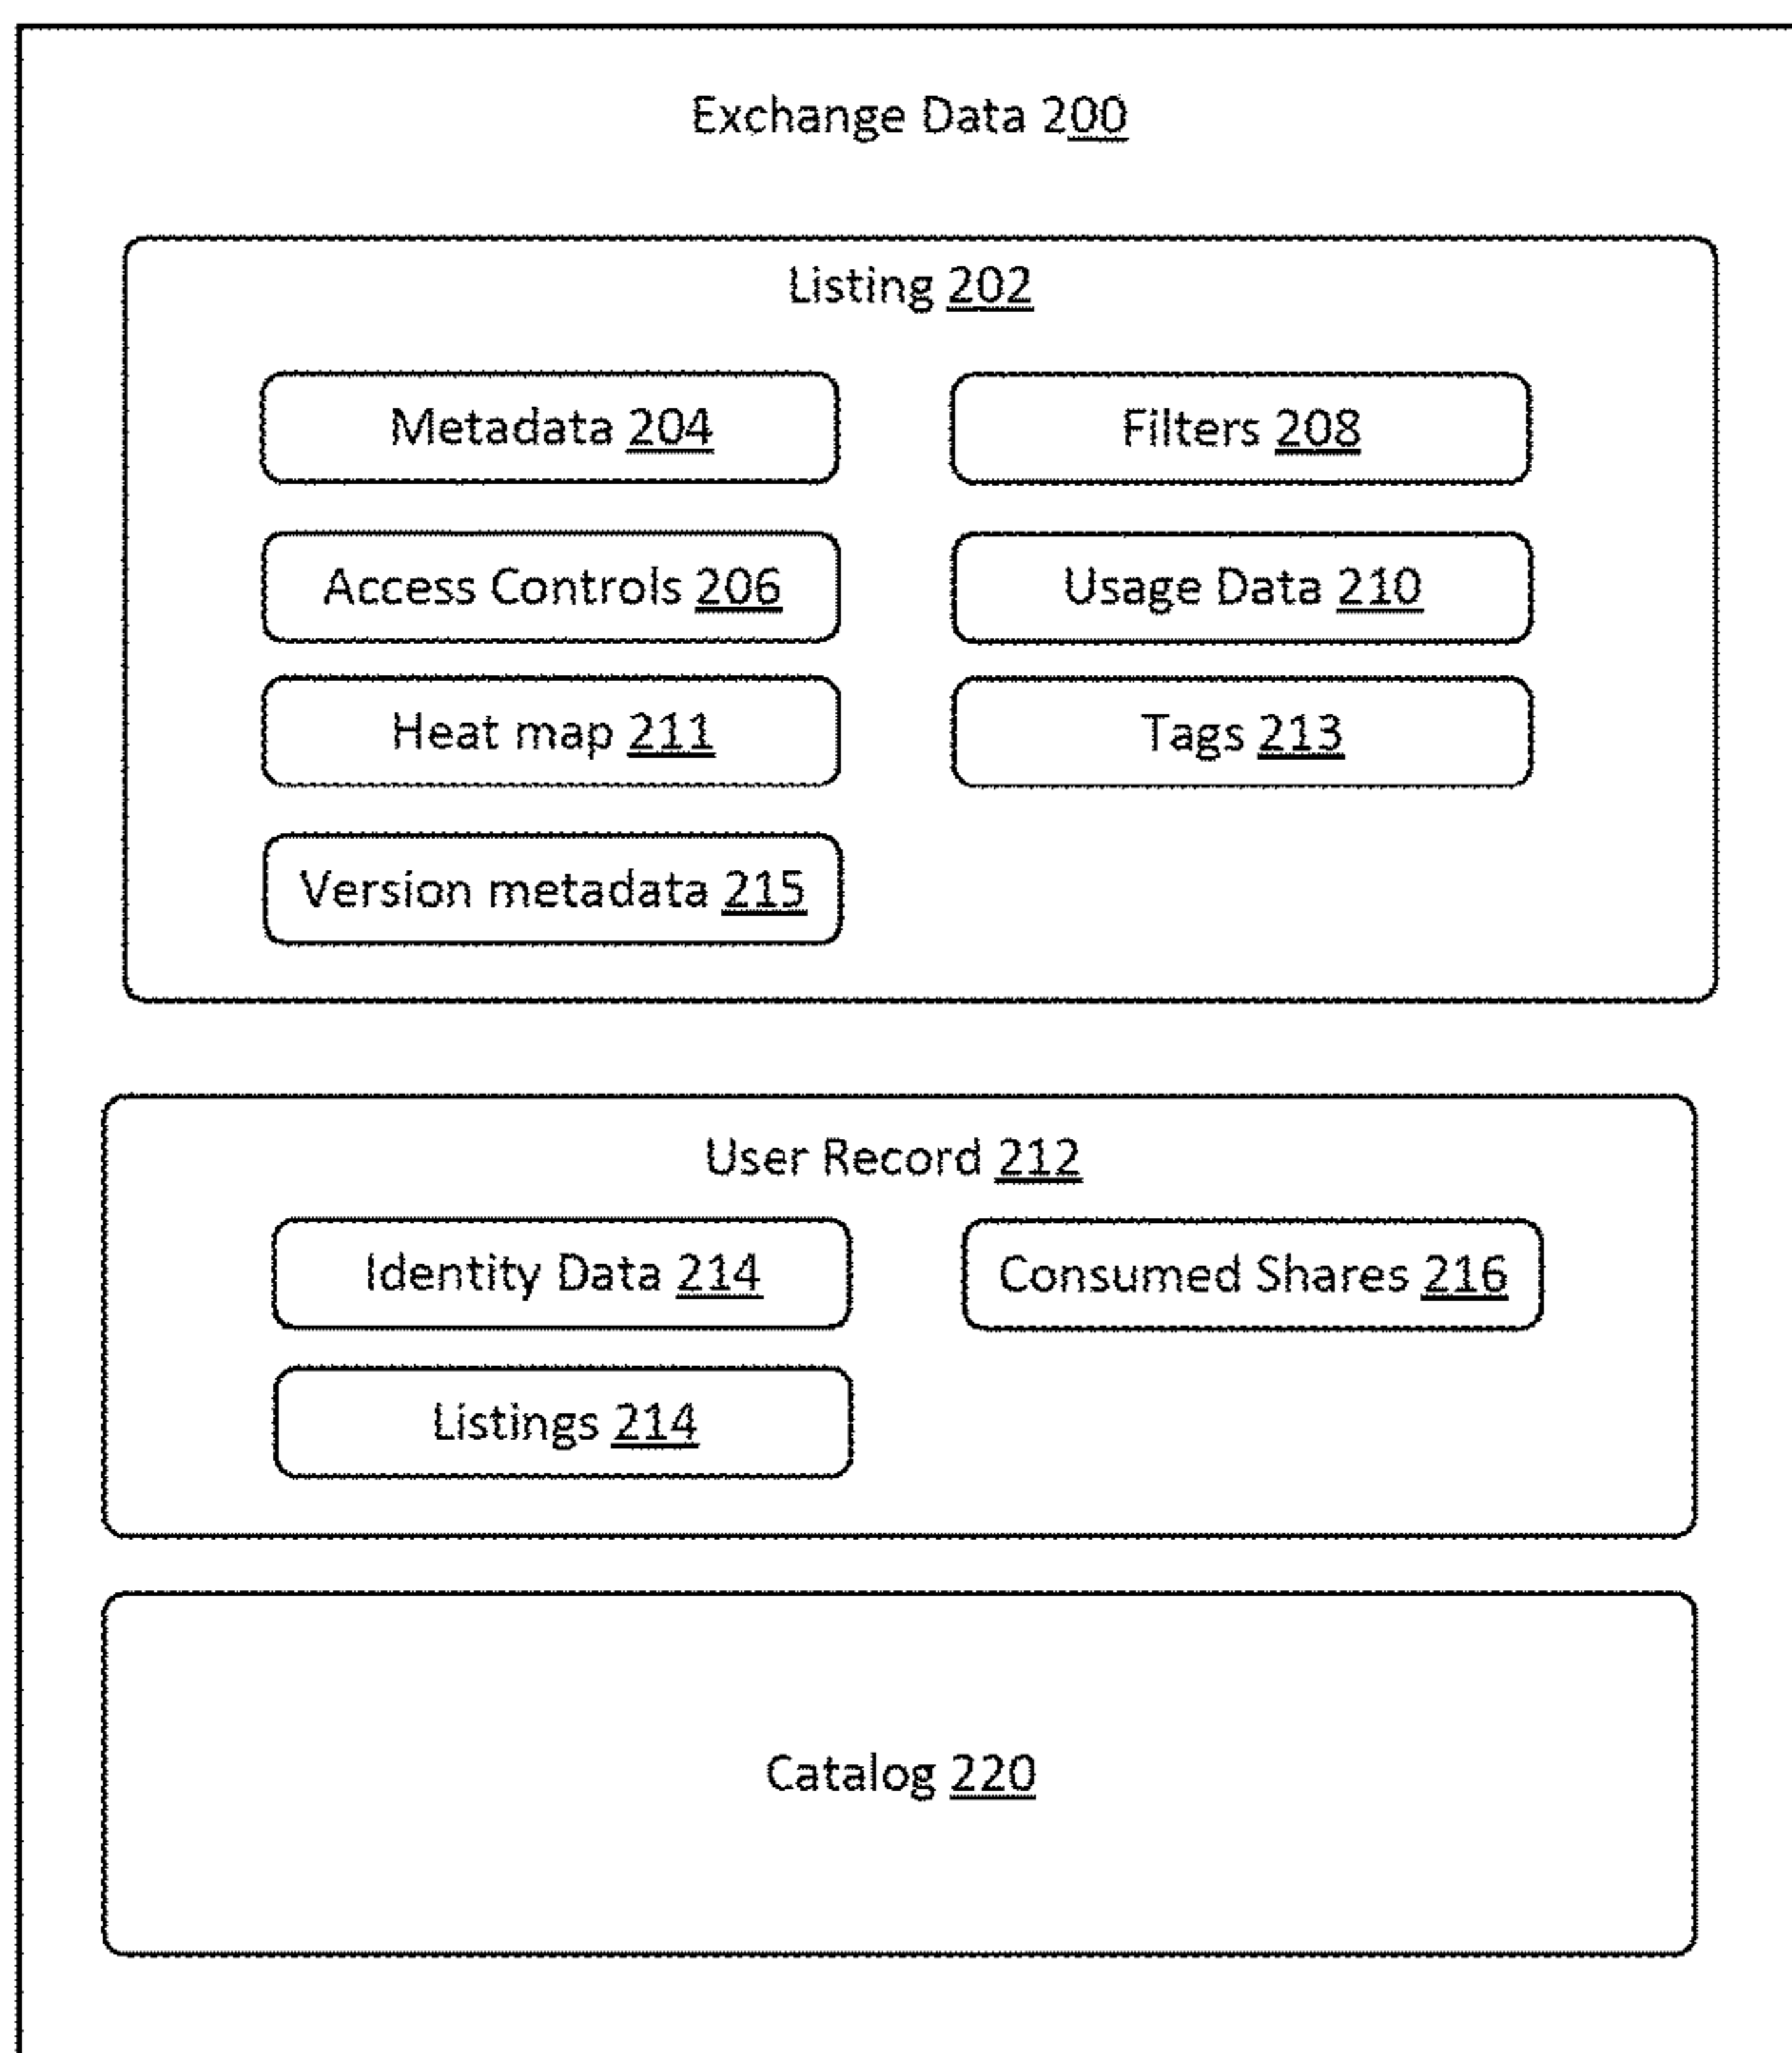 Exchange Data 200
Listing 202
Metadata 204
Filters 208
Access Controls 206
Usage Data 210
Heat map 211
Tags 213
Version metadata 215
User Record 212
Identity Data 214
Consumed Shares 216
Listings 214
Catalog 220